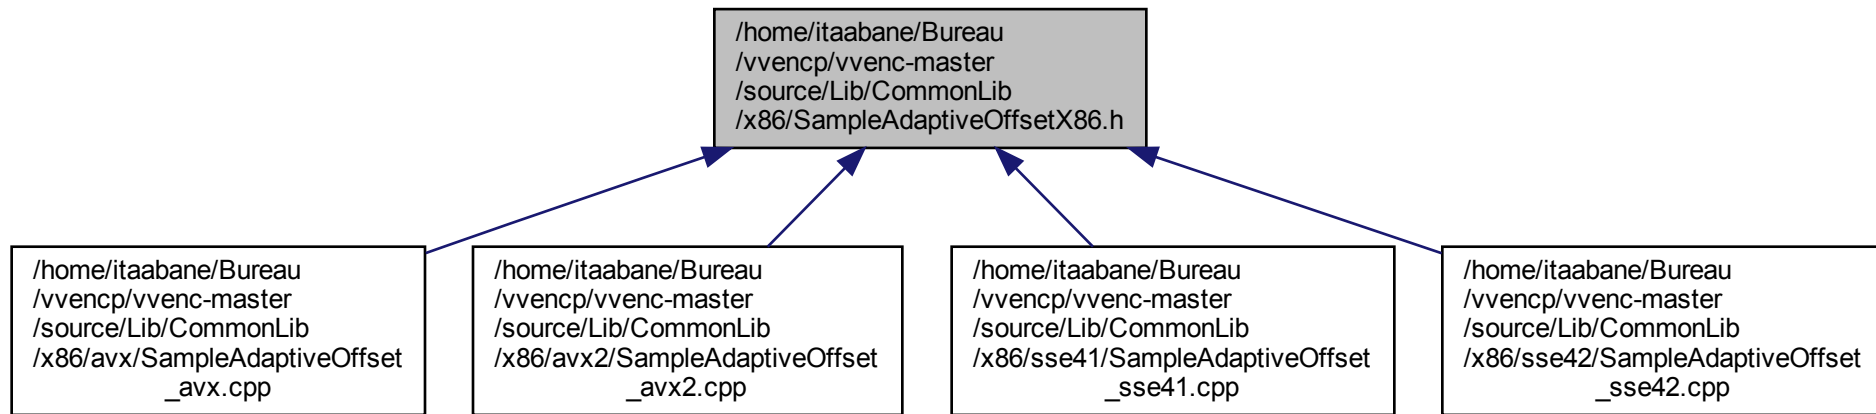 /home/itaabane/Bureau
/vvencp/vvenc-master
/source/Lib/CommonLib
/x86/SampleAdaptiveOffsetX86.h
/home/itaabane/Bureau
/vvencp/vvenc-master
/source/Lib/CommonLib
/x86/avx/SampleAdaptiveOffset
_avx.cpp
/home/itaabane/Bureau
/vvencp/vvenc-master
/source/Lib/CommonLib
/x86/avx2/SampleAdaptiveOffset
_avx2.cpp
/home/itaabane/Bureau
/vvencp/vvenc-master
/source/Lib/CommonLib
/x86/sse41/SampleAdaptiveOffset
_sse41.cpp
/home/itaabane/Bureau
/vvencp/vvenc-master
/source/Lib/CommonLib
/x86/sse42/SampleAdaptiveOffset
_sse42.cpp